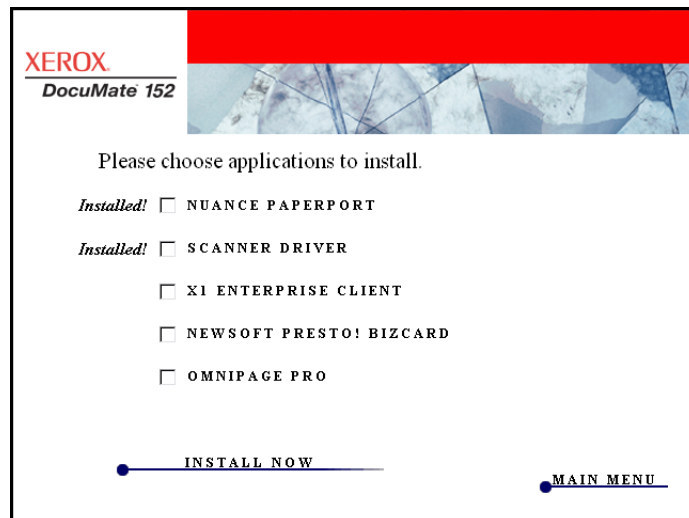 XEROX.
DocuMate 152
Please choose applications to install.
Installed! NUANCE PAPERPORT
Installed! SCANNER DRIVER
X1 ENTERPRISE CLIENT
NEWSOFT PRESTO! BIZCARD
OMNIPAGE PRO
INSTALL NOW
MAIN MENU